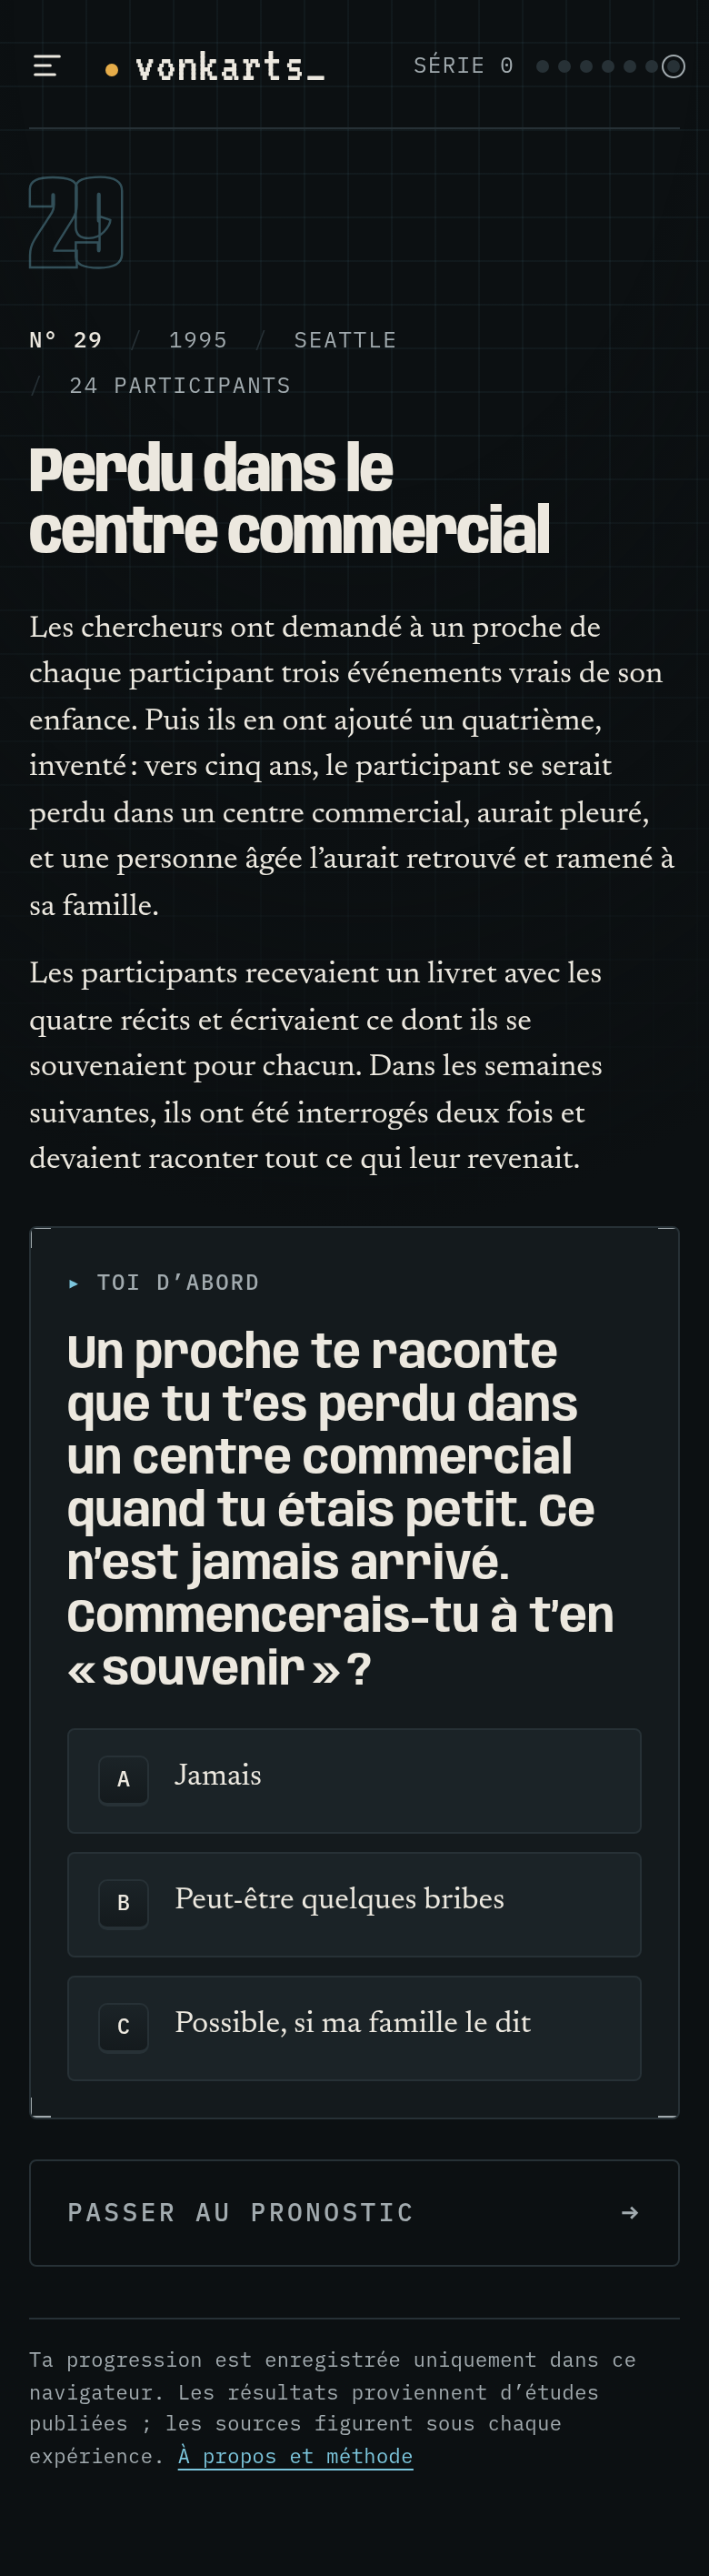 vonkarts_
SÉRIE 0
29
N° 29 / 1995 / SEATTLE
/ 24 PARTICIPANTS
Perdu dans le
centre commercial
Les chercheurs ont demandé à un proche de
chaque participant trois événements vrais de son
enfance. Puis ils en ont ajouté un quatrième,
inventé : vers cinq ans, le participant se serait
perdu dans un centre commercial, aurait pleuré,
et une personne âgée l’aurait retrouvé et ramené à
sa famille.
Les participants recevaient un livret avec les
quatre récits et écrivaient ce dont ils se
souvenaient pour chacun. Dans les semaines
suivantes, ils ont été interrogés deux fois et
devaient raconter tout ce qui leur revenait.
▸ TOI D’ABORD
Un proche te raconte
que tu t’es perdu dans
un centre commercial
quand tu étais petit. Ce
n’est jamais arrivé.
Commencerais-tu à t’en
« souvenir » ?
A Jamais
B Peut-être quelques bribes
C Possible, si ma famille le dit
PASSER AU PRONOSTIC →
Ta progression est enregistrée uniquement dans ce
navigateur. Les résultats proviennent d’études
publiées ; les sources figurent sous chaque
expérience. À propos et méthode